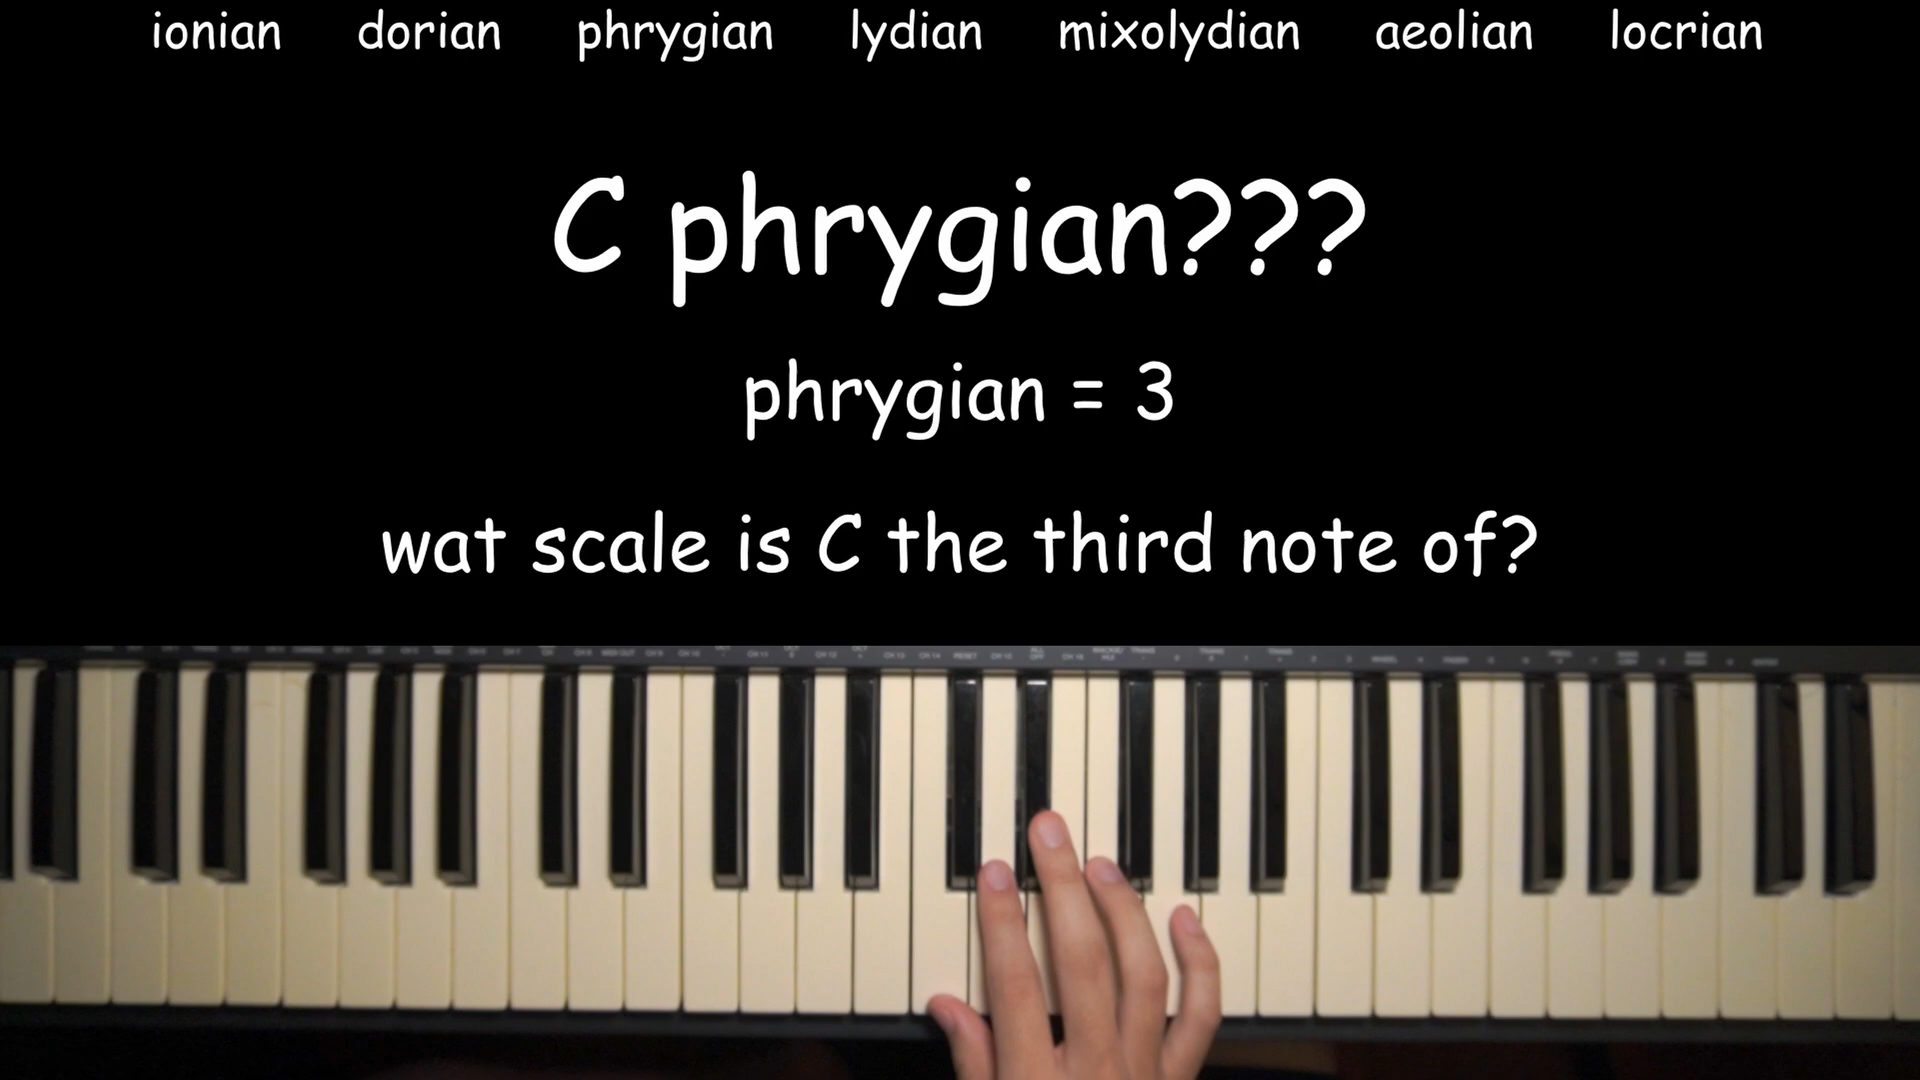 ionian dorian phrygian lydian mixolydian aeolian locrian
C phrygian???
phrygian = 3
wat scale is C the third note of?